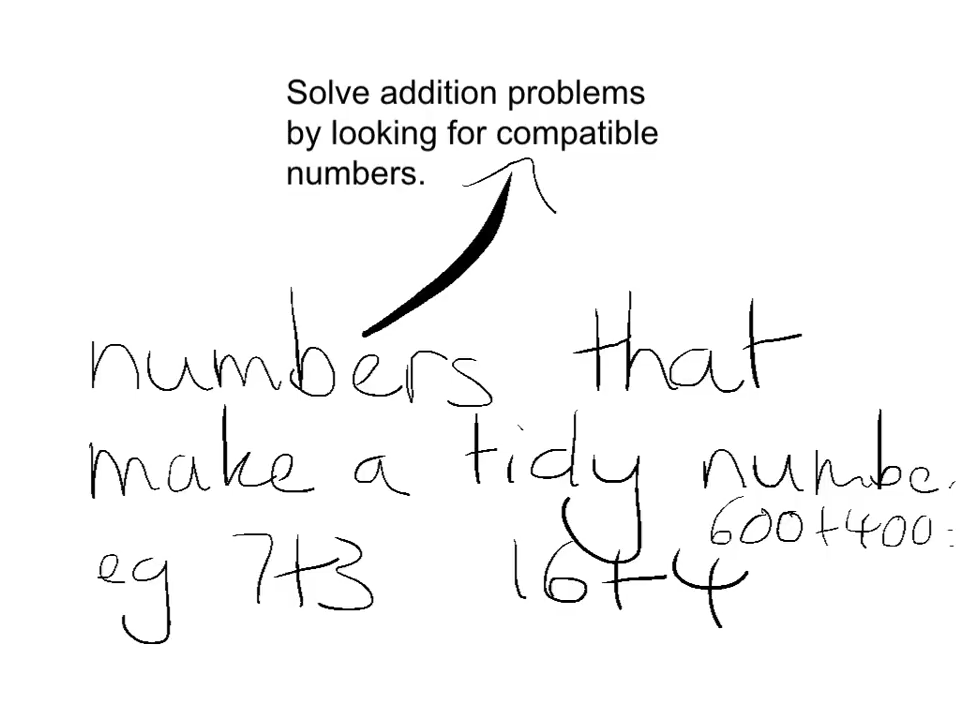 Solve addition problems
by looking for compatible
numbers.
numbers that
make a tidy number
600+400=
eg 7+3 16+4